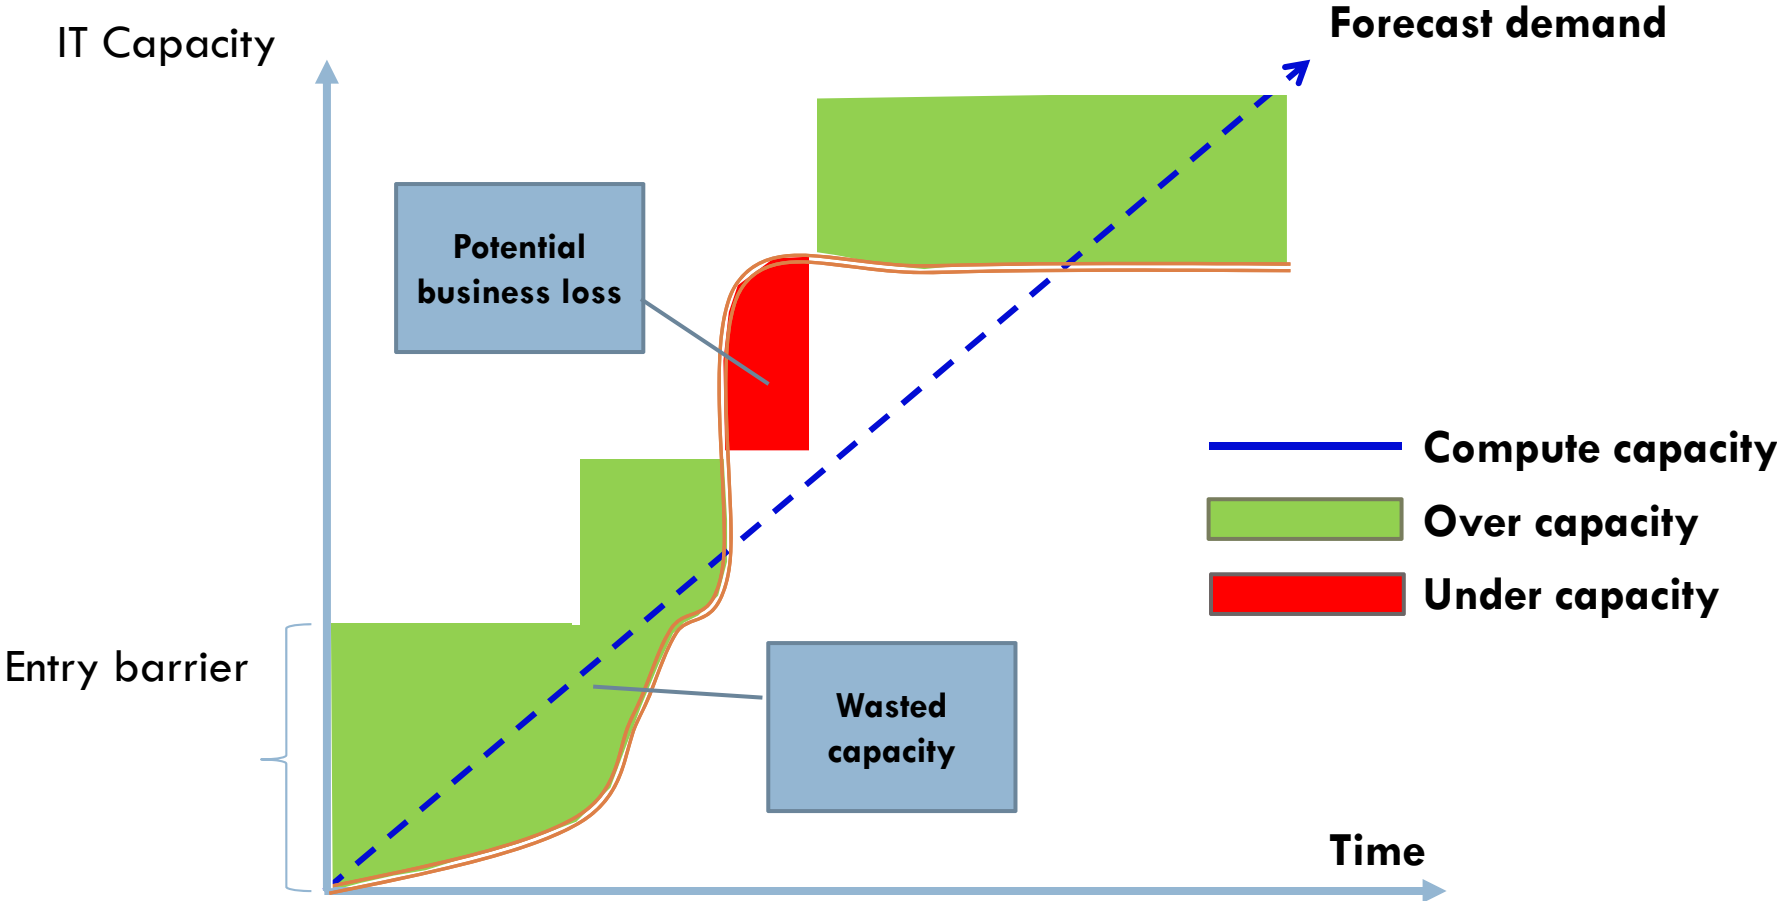 Forecast demand
IT Capacity
Potential
business loss
Compute capacity
Over capacity
Under capacity
Entry barrier
Wasted
capacity
Time